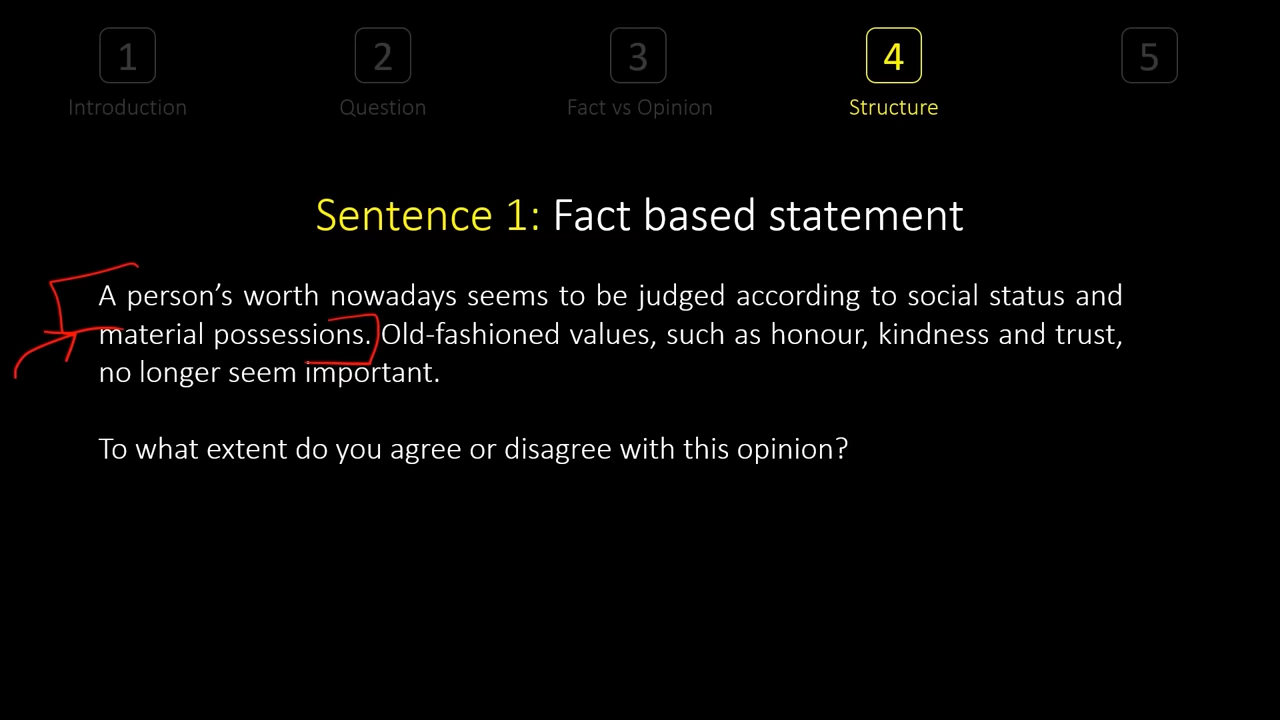 1 2 3 4 5
Introduction Question Fact vs Opinion Structure
Sentence 1: Fact based statement
A person’s worth nowadays seems to be judged according to social status and
material possessions. Old-fashioned values, such as honour, kindness and trust,
no longer seem important.
To what extent do you agree or disagree with this opinion?